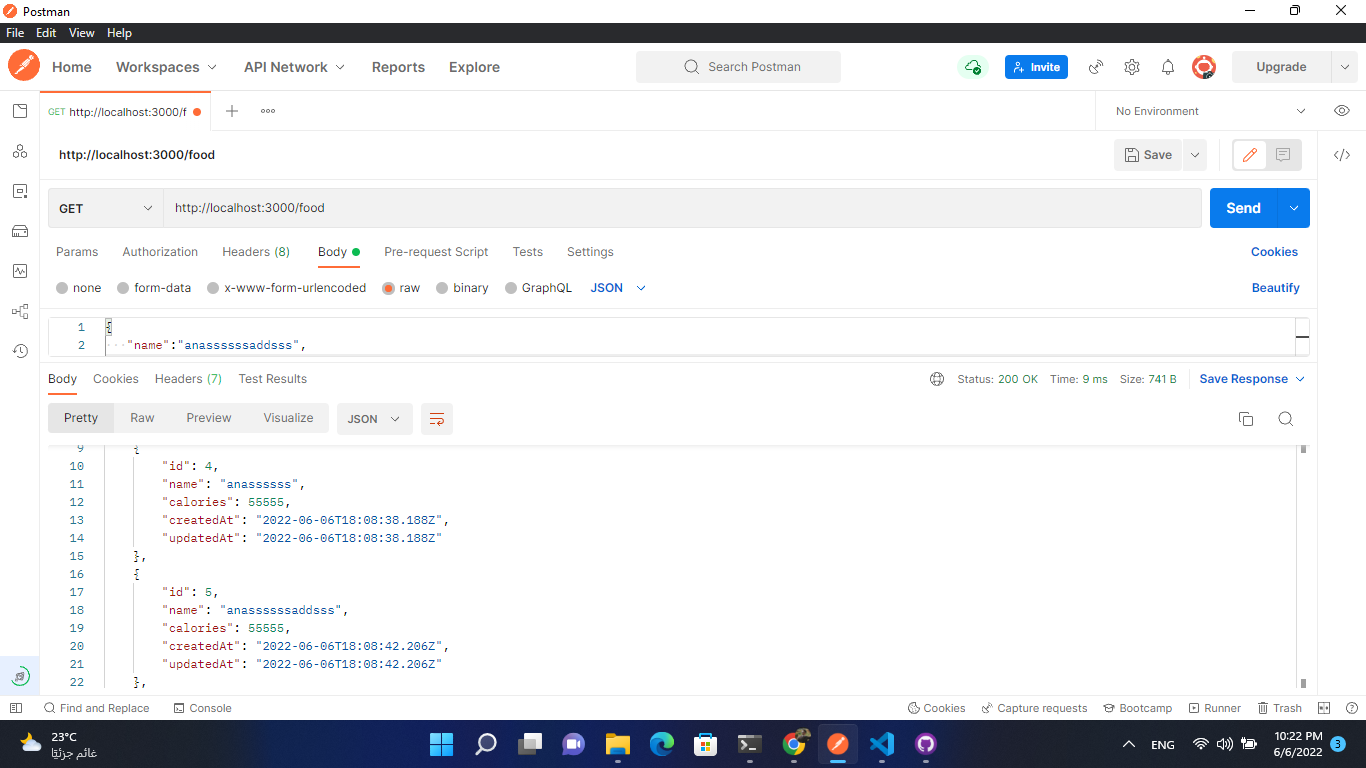 Postman
File Edit View Help
Home Workspaces API Network Reports Explore Search Postman Invite Upgrade
GET http://localhost:3000/f No Environment
http://localhost:3000/food Save
GET http://localhost:3000/food Send
Params Authorization Headers (8) Body Pre-request Script Tests Settings Cookies
none form-data x-www-form-urlencoded raw binary GraphQL JSON Beautify
1 {
2 "name":"anassssssaddsss",
Body Cookies Headers (7) Test Results Status: 200 OK Time: 9 ms Size: 741 B Save Response
Pretty Raw Preview Visualize JSON
9 {
10 "id": 4,
11 "name": "anassssss",
12 "calories": 55555,
13 "createdAt": "2022-06-06T18:08:38.188Z",
14 "updatedAt": "2022-06-06T18:08:38.188Z"
15 },
16 {
17 "id": 5,
18 "name": "anassssssaddsss",
19 "calories": 55555,
20 "createdAt": "2022-06-06T18:08:42.206Z",
21 "updatedAt": "2022-06-06T18:08:42.206Z"
22 },
Find and Replace Console Cookies Capture requests Bootcamp Runner Trash
23°C
غائم جزئيًا
ENG 10:22 PM 3
6/6/2022